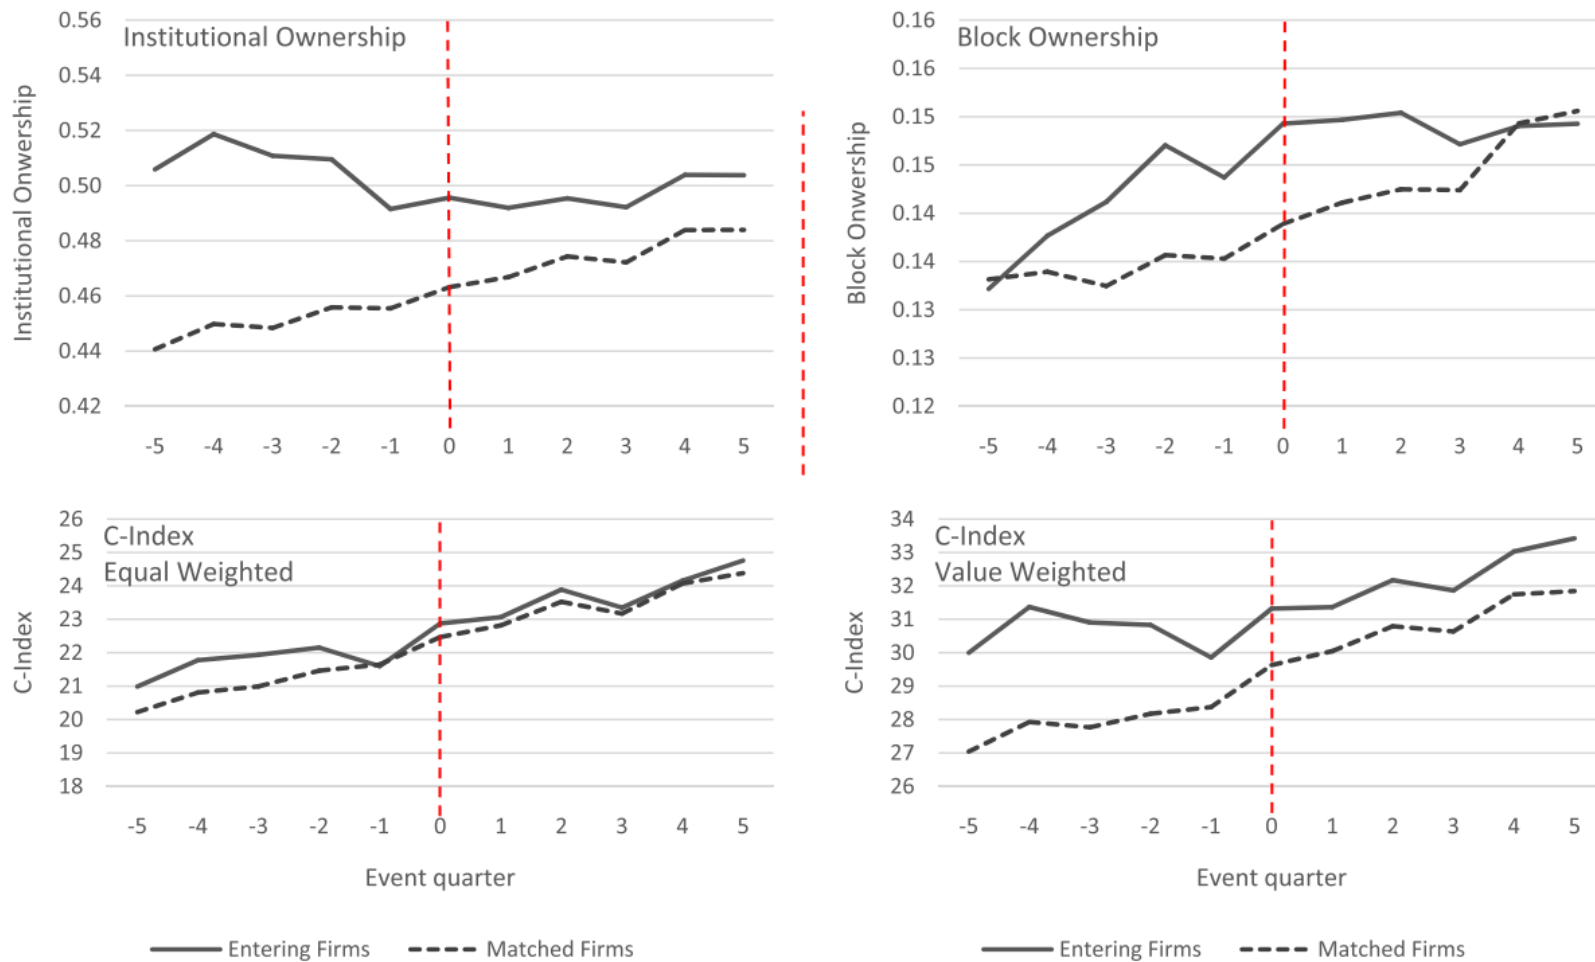 Institutional Ownership
Institutional Onwership
0.56
0.54
0.52
0.50
0.48
0.46
0.44
0.42
-5 -4 -3 -2 -1 0 1 2 3 4 5
Block Ownership
Block Onwership
0.16
0.16
0.15
0.15
0.14
0.14
0.13
0.13
0.12
-5 -4 -3 -2 -1 0 1 2 3 4 5
C-Index
Equal Weighted
C-Index
26
25
24
23
22
21
20
19
18
-5 -4 -3 -2 -1 0 1 2 3 4 5
Event quarter
Entering Firms Matched Firms
C-Index
Value Weighted
C-Index
34
33
32
31
30
29
28
27
26
-5 -4 -3 -2 -1 0 1 2 3 4 5
Event quarter
Entering Firms Matched Firms